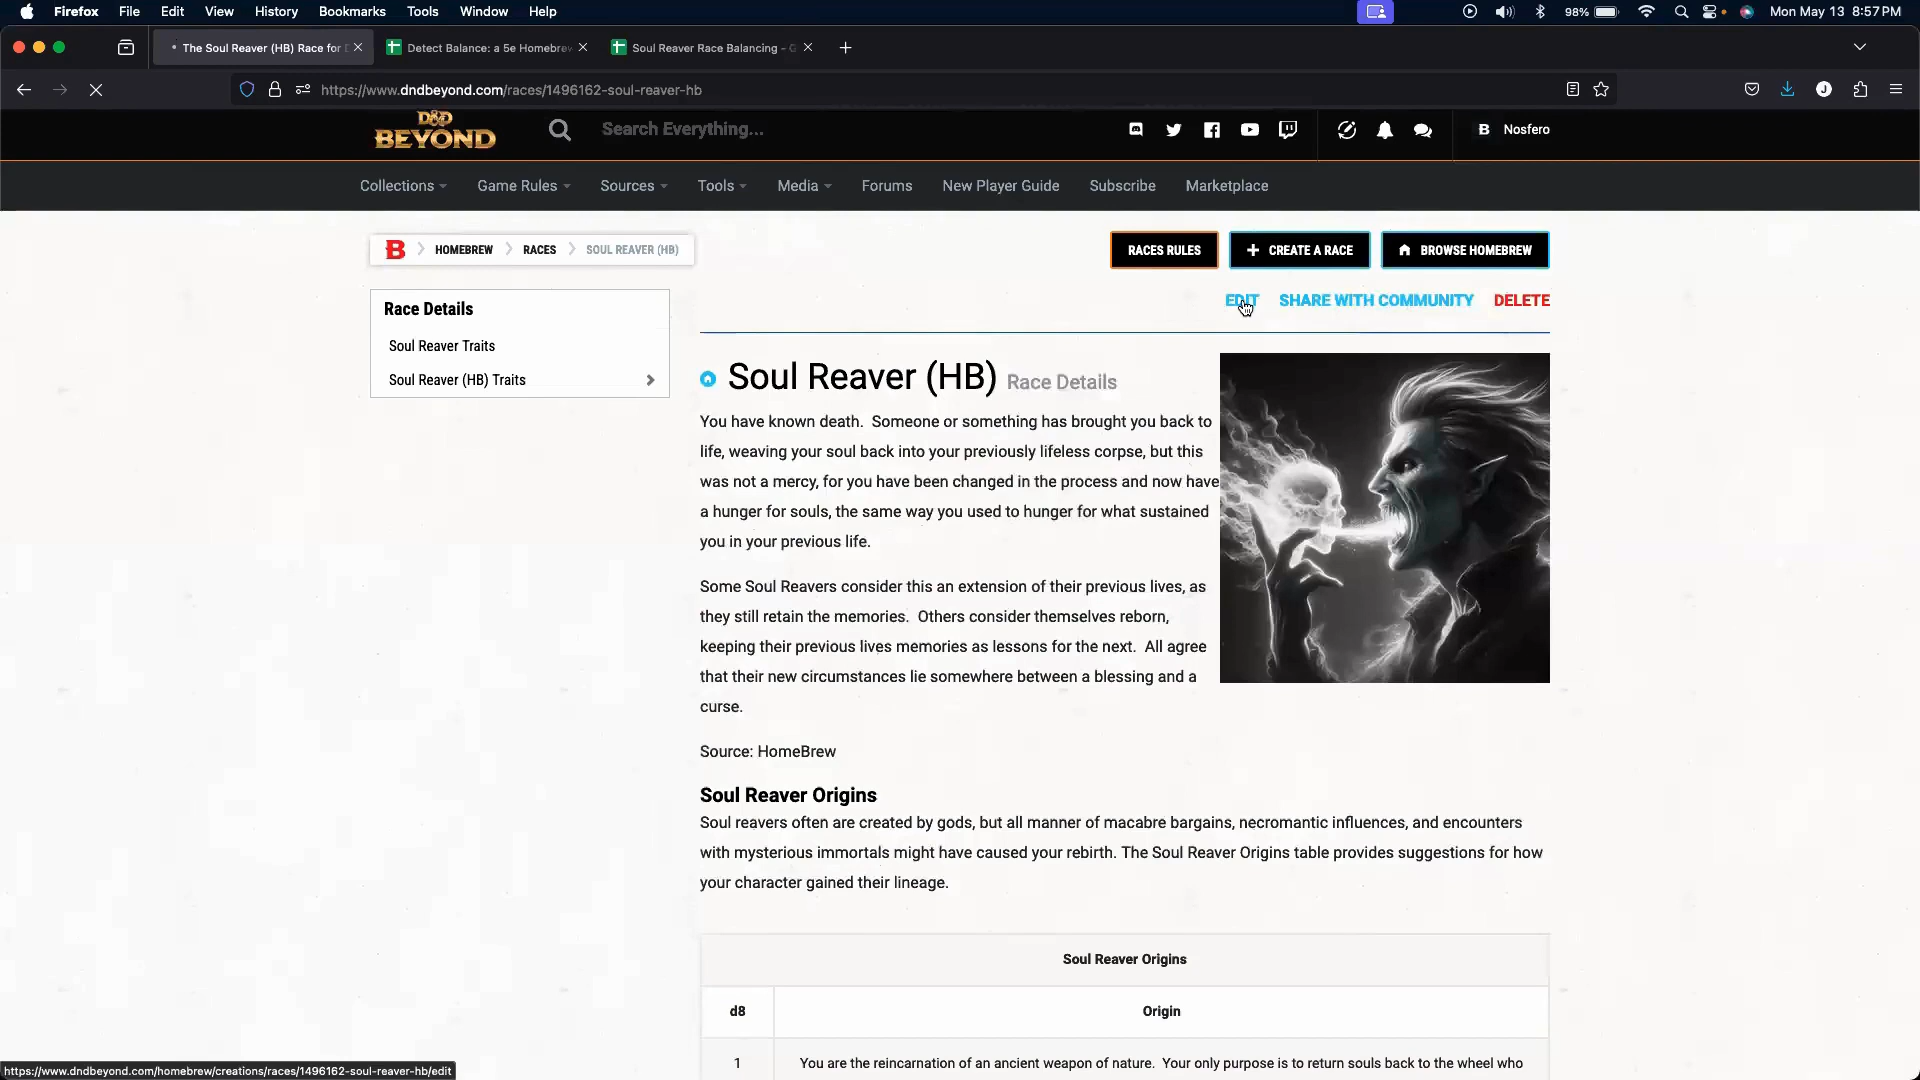 Firefox File Edit View History Bookmarks Tools Window Help 98% Mon May 13 8:57 PM
The Soul Reaver (HB) Race for Detect Balance: a 5e Homebrew Soul Reaver Race Balancing - G
https://www.dndbeyond.com/races/1496162-soul-reaver-hb J
D&D BEYOND Search Everything... B Nosfero
Collections Game Rules Sources Tools Media Forums New Player Guide Subscribe Marketplace
B HOMEBREW RACES SOUL REAVER (HB) RACES RULES CREATE A RACE BROWSE HOMEBREW
EDIT SHARE WITH COMMUNITY DELETE
Race Details
Soul Reaver Traits
Soul Reaver (HB) Traits
Soul Reaver (HB) Race Details
You have known death. Someone or something has brought you back to
life, weaving your soul back into your previously lifeless corpse, but this
was not a mercy, for you have been changed in the process and now have
a hunger for souls, the same way you used to hunger for what sustained
you in your previous life.
Some Soul Reavers consider this an extension of their previous lives, as
they still retain the memories. Others consider themselves reborn,
keeping their previous lives memories as lessons for the next. All agree
that their new circumstances lie somewhere between a blessing and a
curse.
Source: HomeBrew
Soul Reaver Origins
Soul reavers often are created by gods, but all manner of macabre bargains, necromantic influences, and encounters
with mysterious immortals might have caused your rebirth. The Soul Reaver Origins table provides suggestions for how
your character gained their lineage.
Soul Reaver Origins
d8 Origin
1 You are the reincarnation of an ancient weapon of nature. Your only purpose is to return souls back to the wheel who
https://www.dndbeyond.com/homebrew/creations/races/1496162-soul-reaver-hb/edit